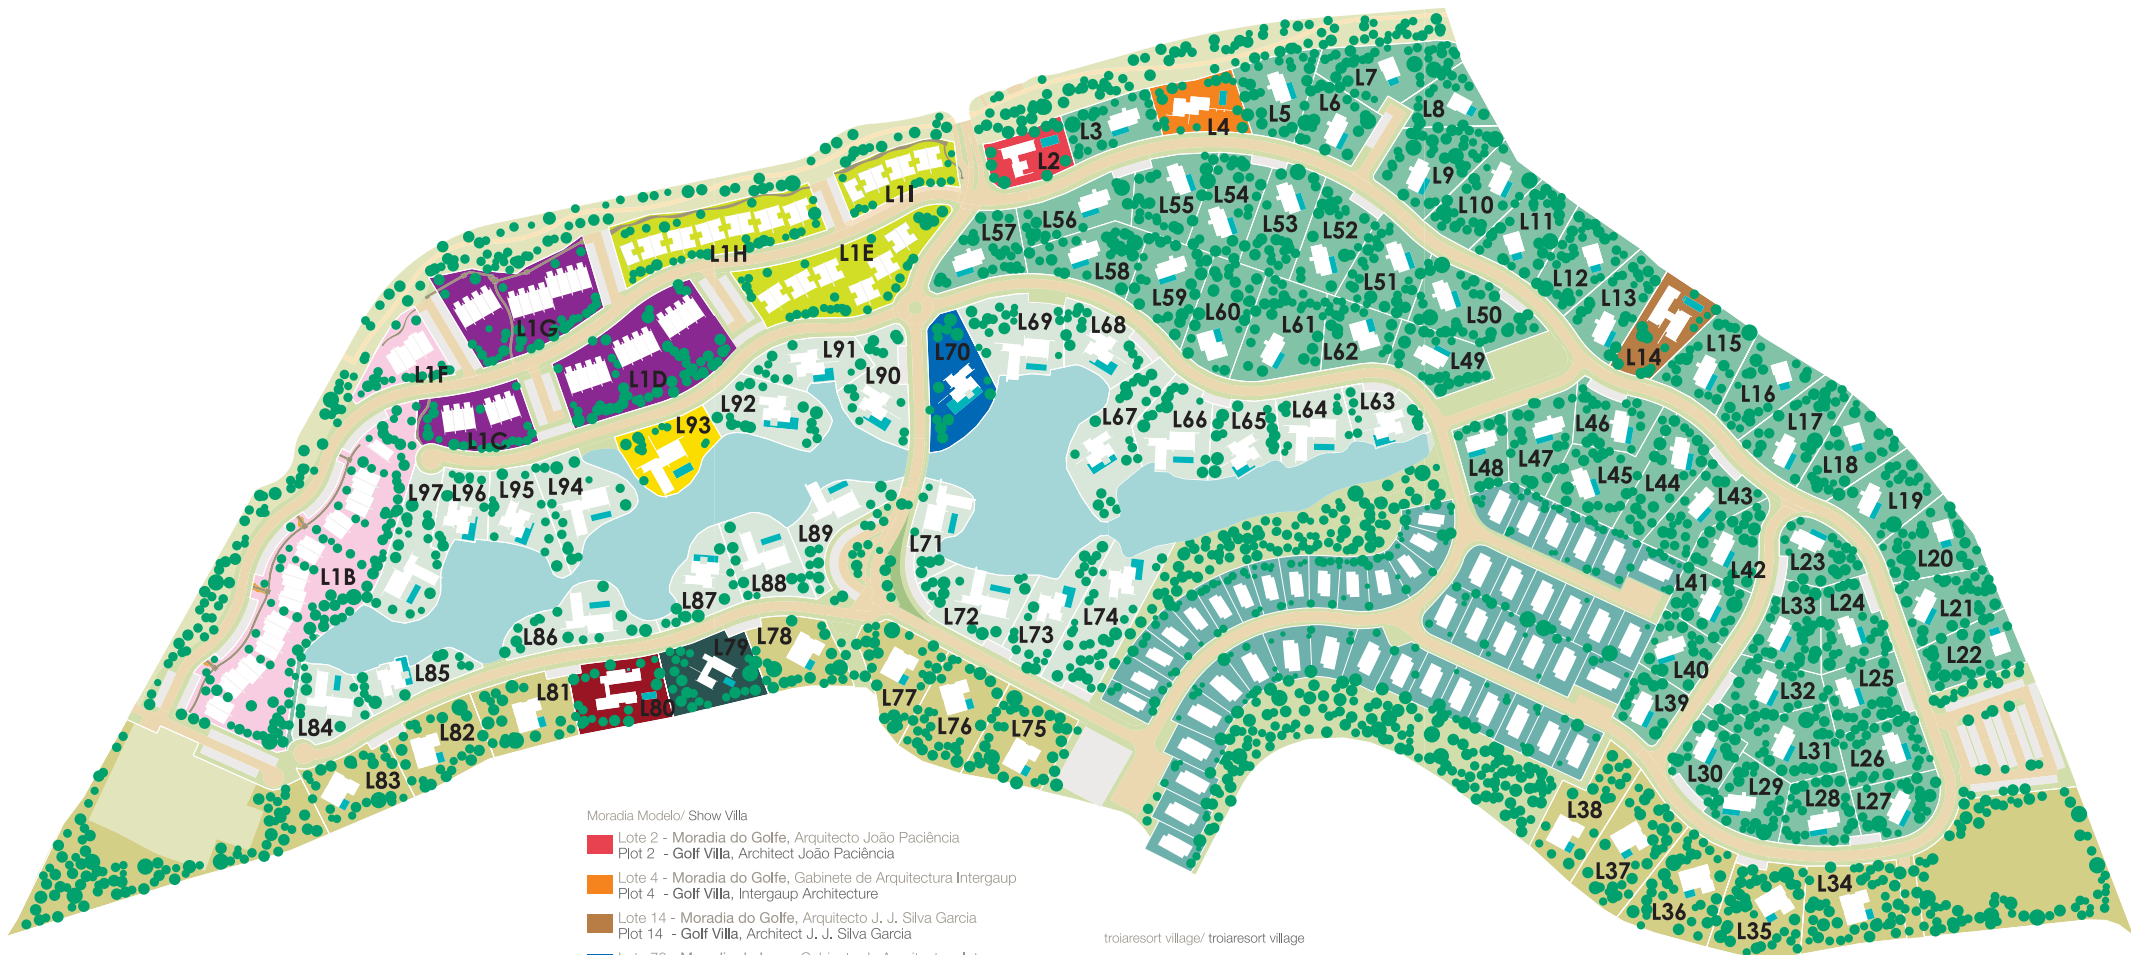 L7
L8
L6
L5
L4
L3
L2
L9
L10
L11
L12
L13
L14
L15
L16
L17
L18
L19
L20
L21
L22
L1I
L1H
L1E
L1G
L1D
L1F
L1C
L1B
L57
L56
L55
L54
L53
L52
L51
L50
L49
L58
L59
L60
L61
L62
L63
L64
L65
L66
L67
L68
L69
L70
L91
L90
L92
L93
L94
L95
L96
L97
L89
L88
L87
L86
L85
L84
L71
L72
L73
L74
L48
L47
L46
L45
L44
L43
L42
L41
L40
L39
L23
L24
L33
L32
L25
L31
L26
L30
L29
L28
L27
L38
L37
L36
L35
L34
L83
L82
L81
L80
L79
L78
L77
L76
L75
Moradia Modelo/ Show Villa
Lote 2 - Moradia do Golfe, Arquitecto João Paciência
Plot 2 - Golf Villa, Architect João Paciência
Lote 4 - Moradia do Golfe, Gabinete de Arquitectura Intergaup
Plot 4 - Golf Villa, Intergaup Architecture
Lote 14 - Moradia do Golfe, Arquitecto J. J. Silva Garcia
Plot 14 - Golf Villa, Architect J. J. Silva Garcia
troiaresort village/ troiaresort village